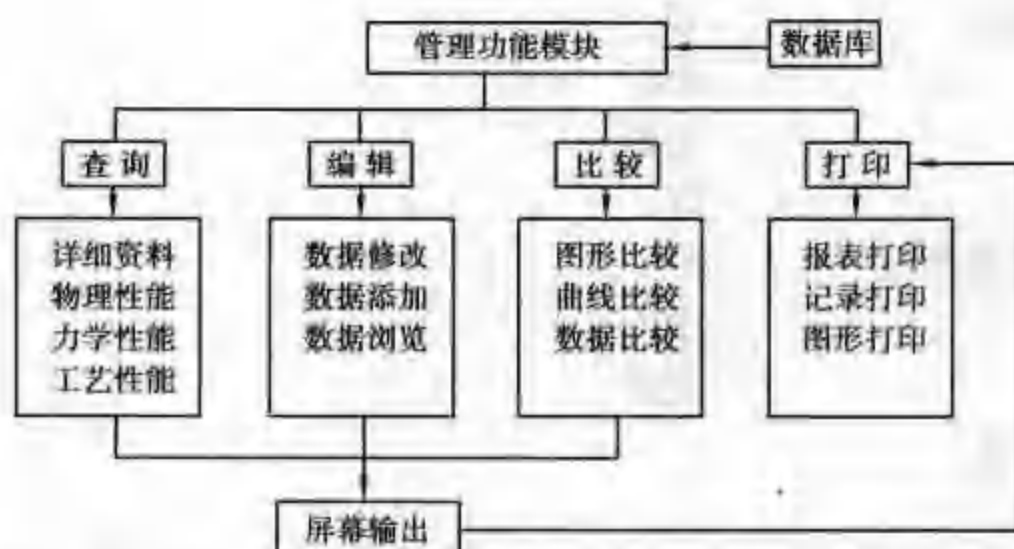 管理功能模块
数据库
查询
编辑
比较
打印
详细资料
物理性能
力学性能
工艺性能
数据修改
数据添加
数据浏览
图形比较
曲线比较
数据比较
报表打印
记录打印
图形打印
屏幕输出